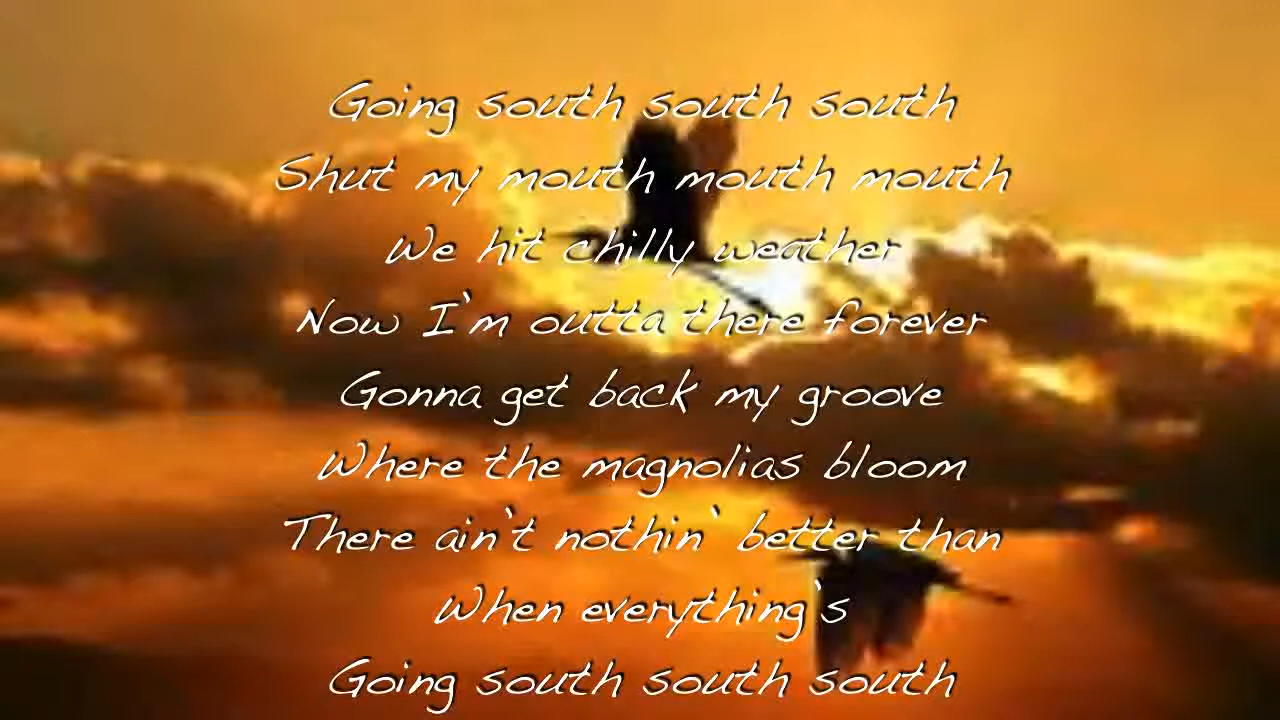 Going south south south
Shut my mouth mouth mouth
We hit chilly weather
Now I'm outta there forever
Gonna get back my groove
Where the magnolias bloom
There ain't nothin' better than
When everything's
Going south south south